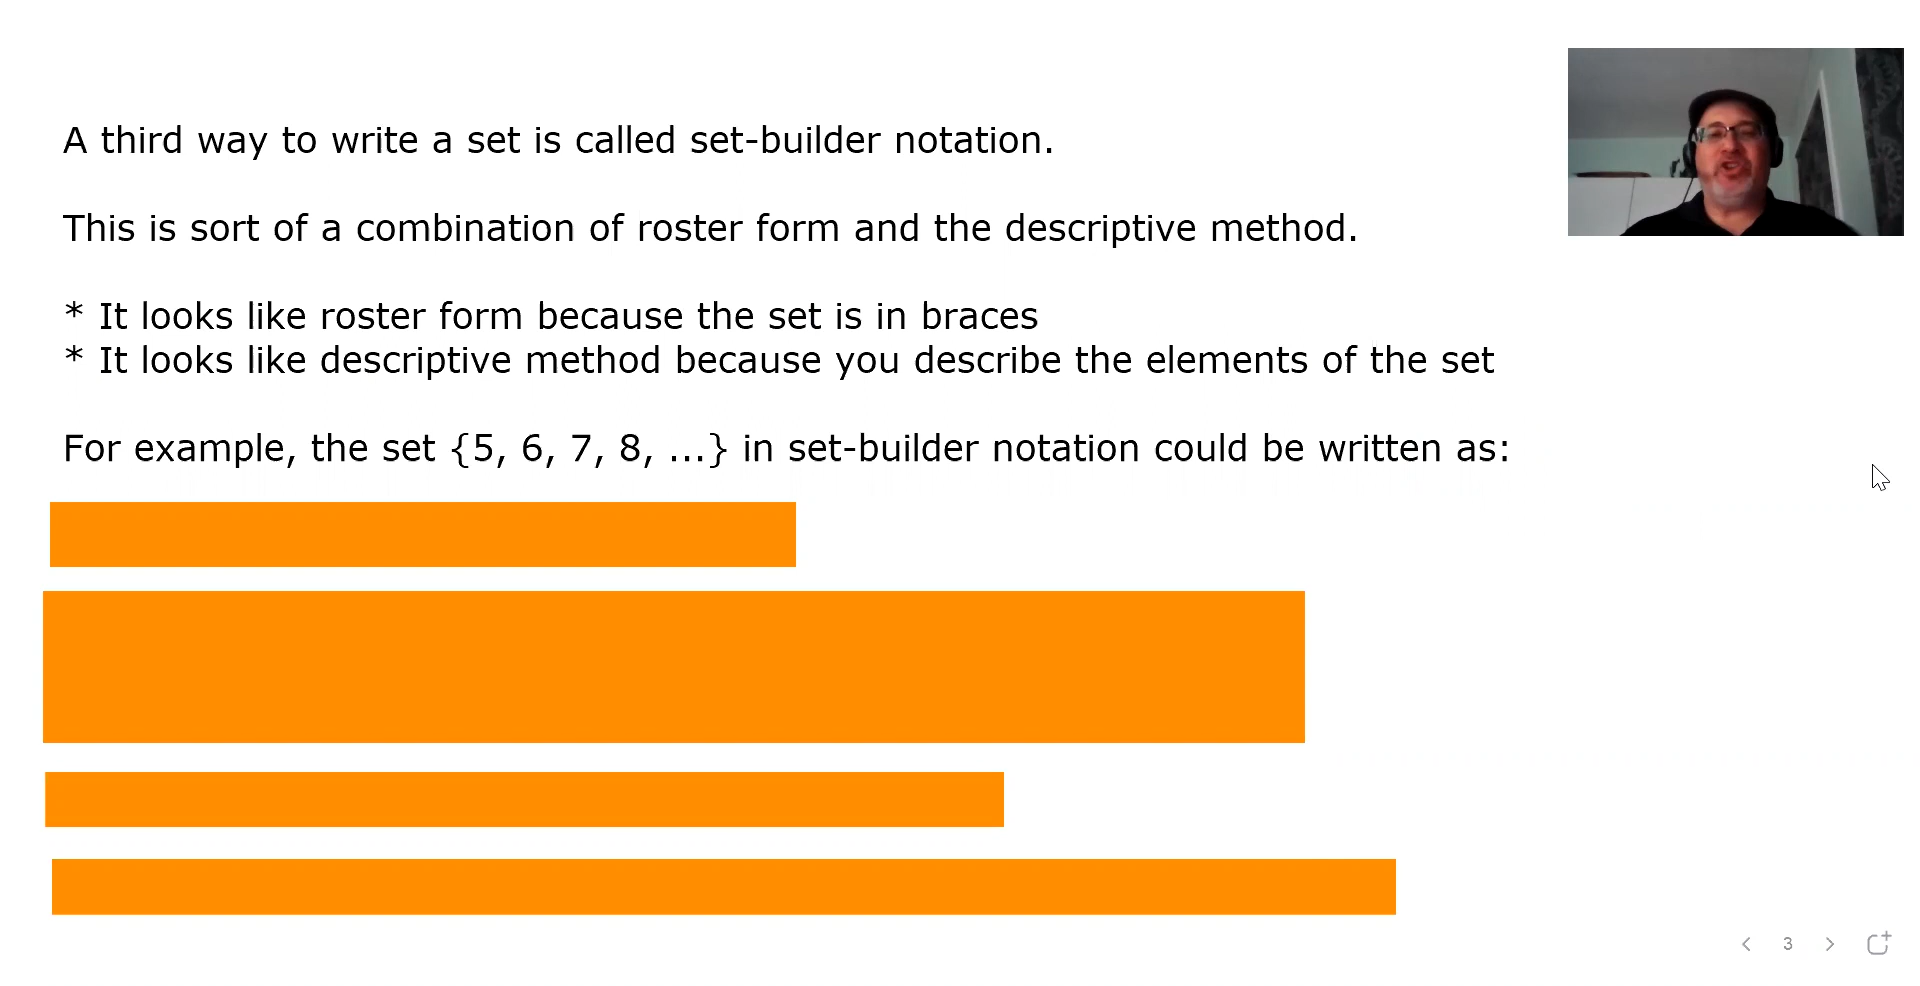 A third way to write a set is called set-builder notation.
This is sort of a combination of roster form and the descriptive method.
* It looks like roster form because the set is in braces
* It looks like descriptive method because you describe the elements of the set
For example, the set {5, 6, 7, 8, ...} in set-builder notation could be written as:
3